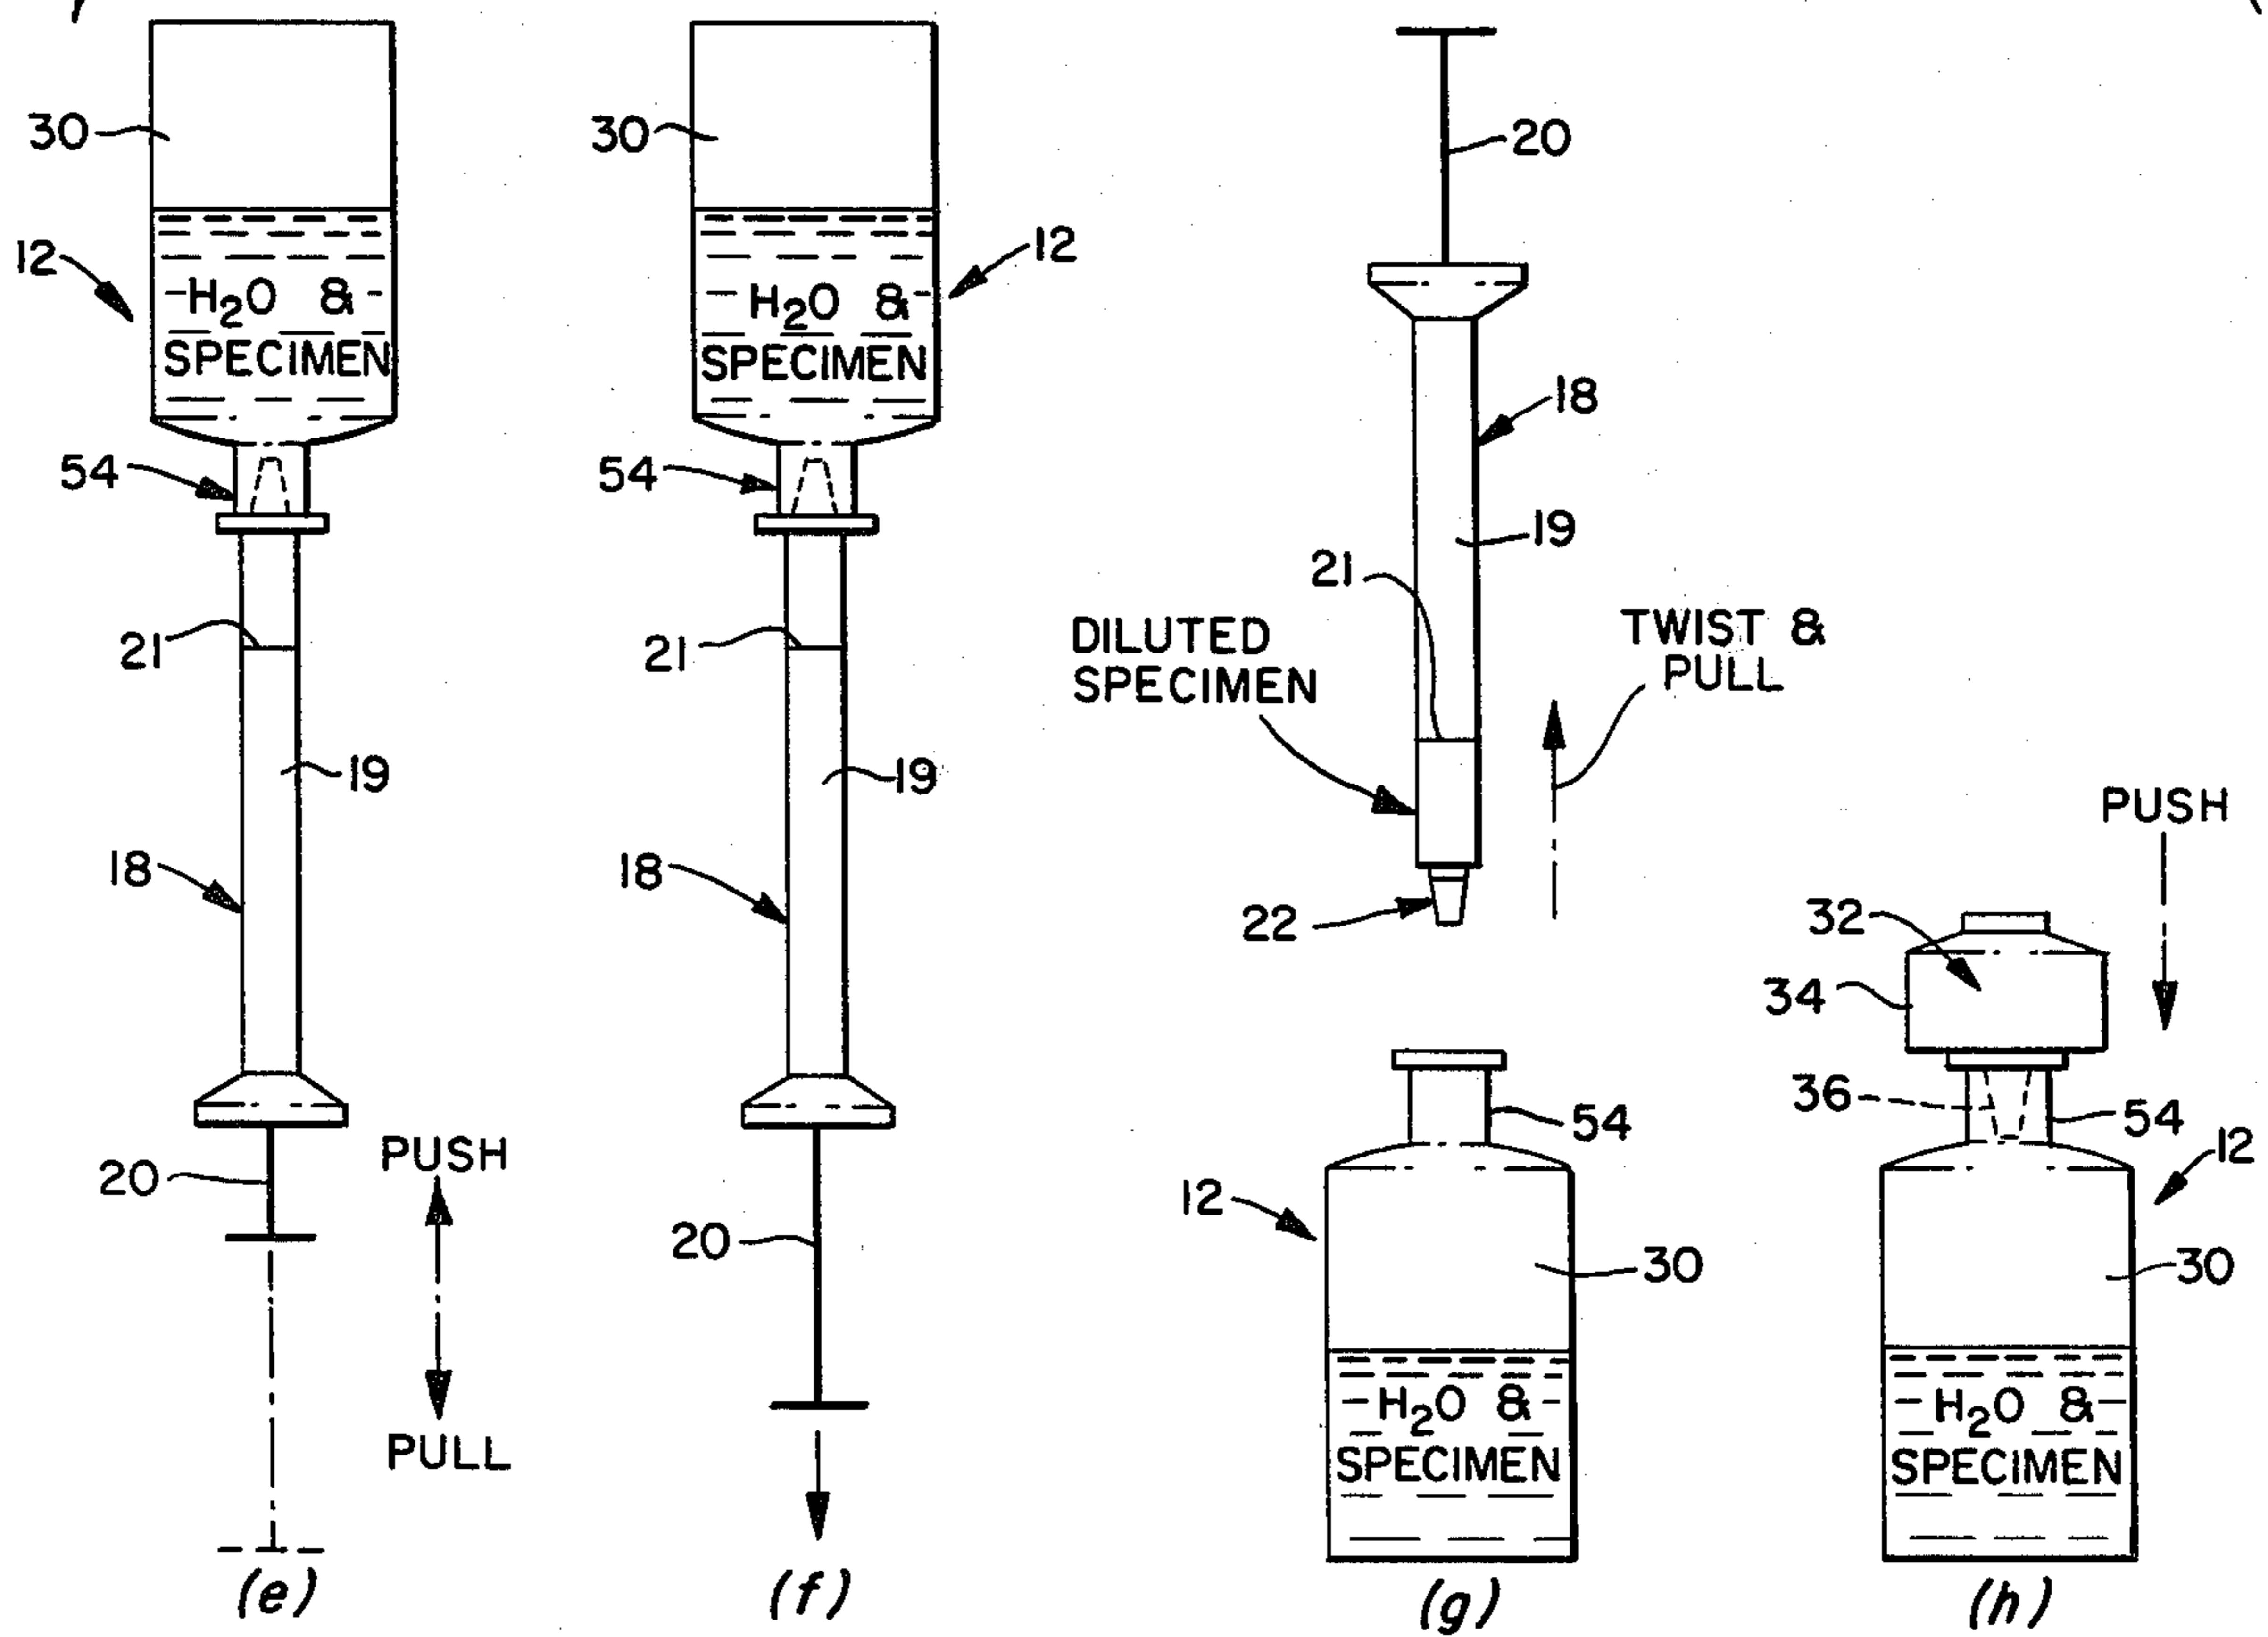 30
12
H₂O &
SPECIMEN
54
21
19
18
20
PUSH
PULL
(e)
30
12
H₂O &
SPECIMEN
54
21
19
18
20
(f)
20
18
19
21
DILUTED
SPECIMEN
TWIST &
PULL
22
54
12
30
H₂O &
SPECIMEN
(g)
PUSH
32
34
36
54
12
30
H₂O &
SPECIMEN
(h)